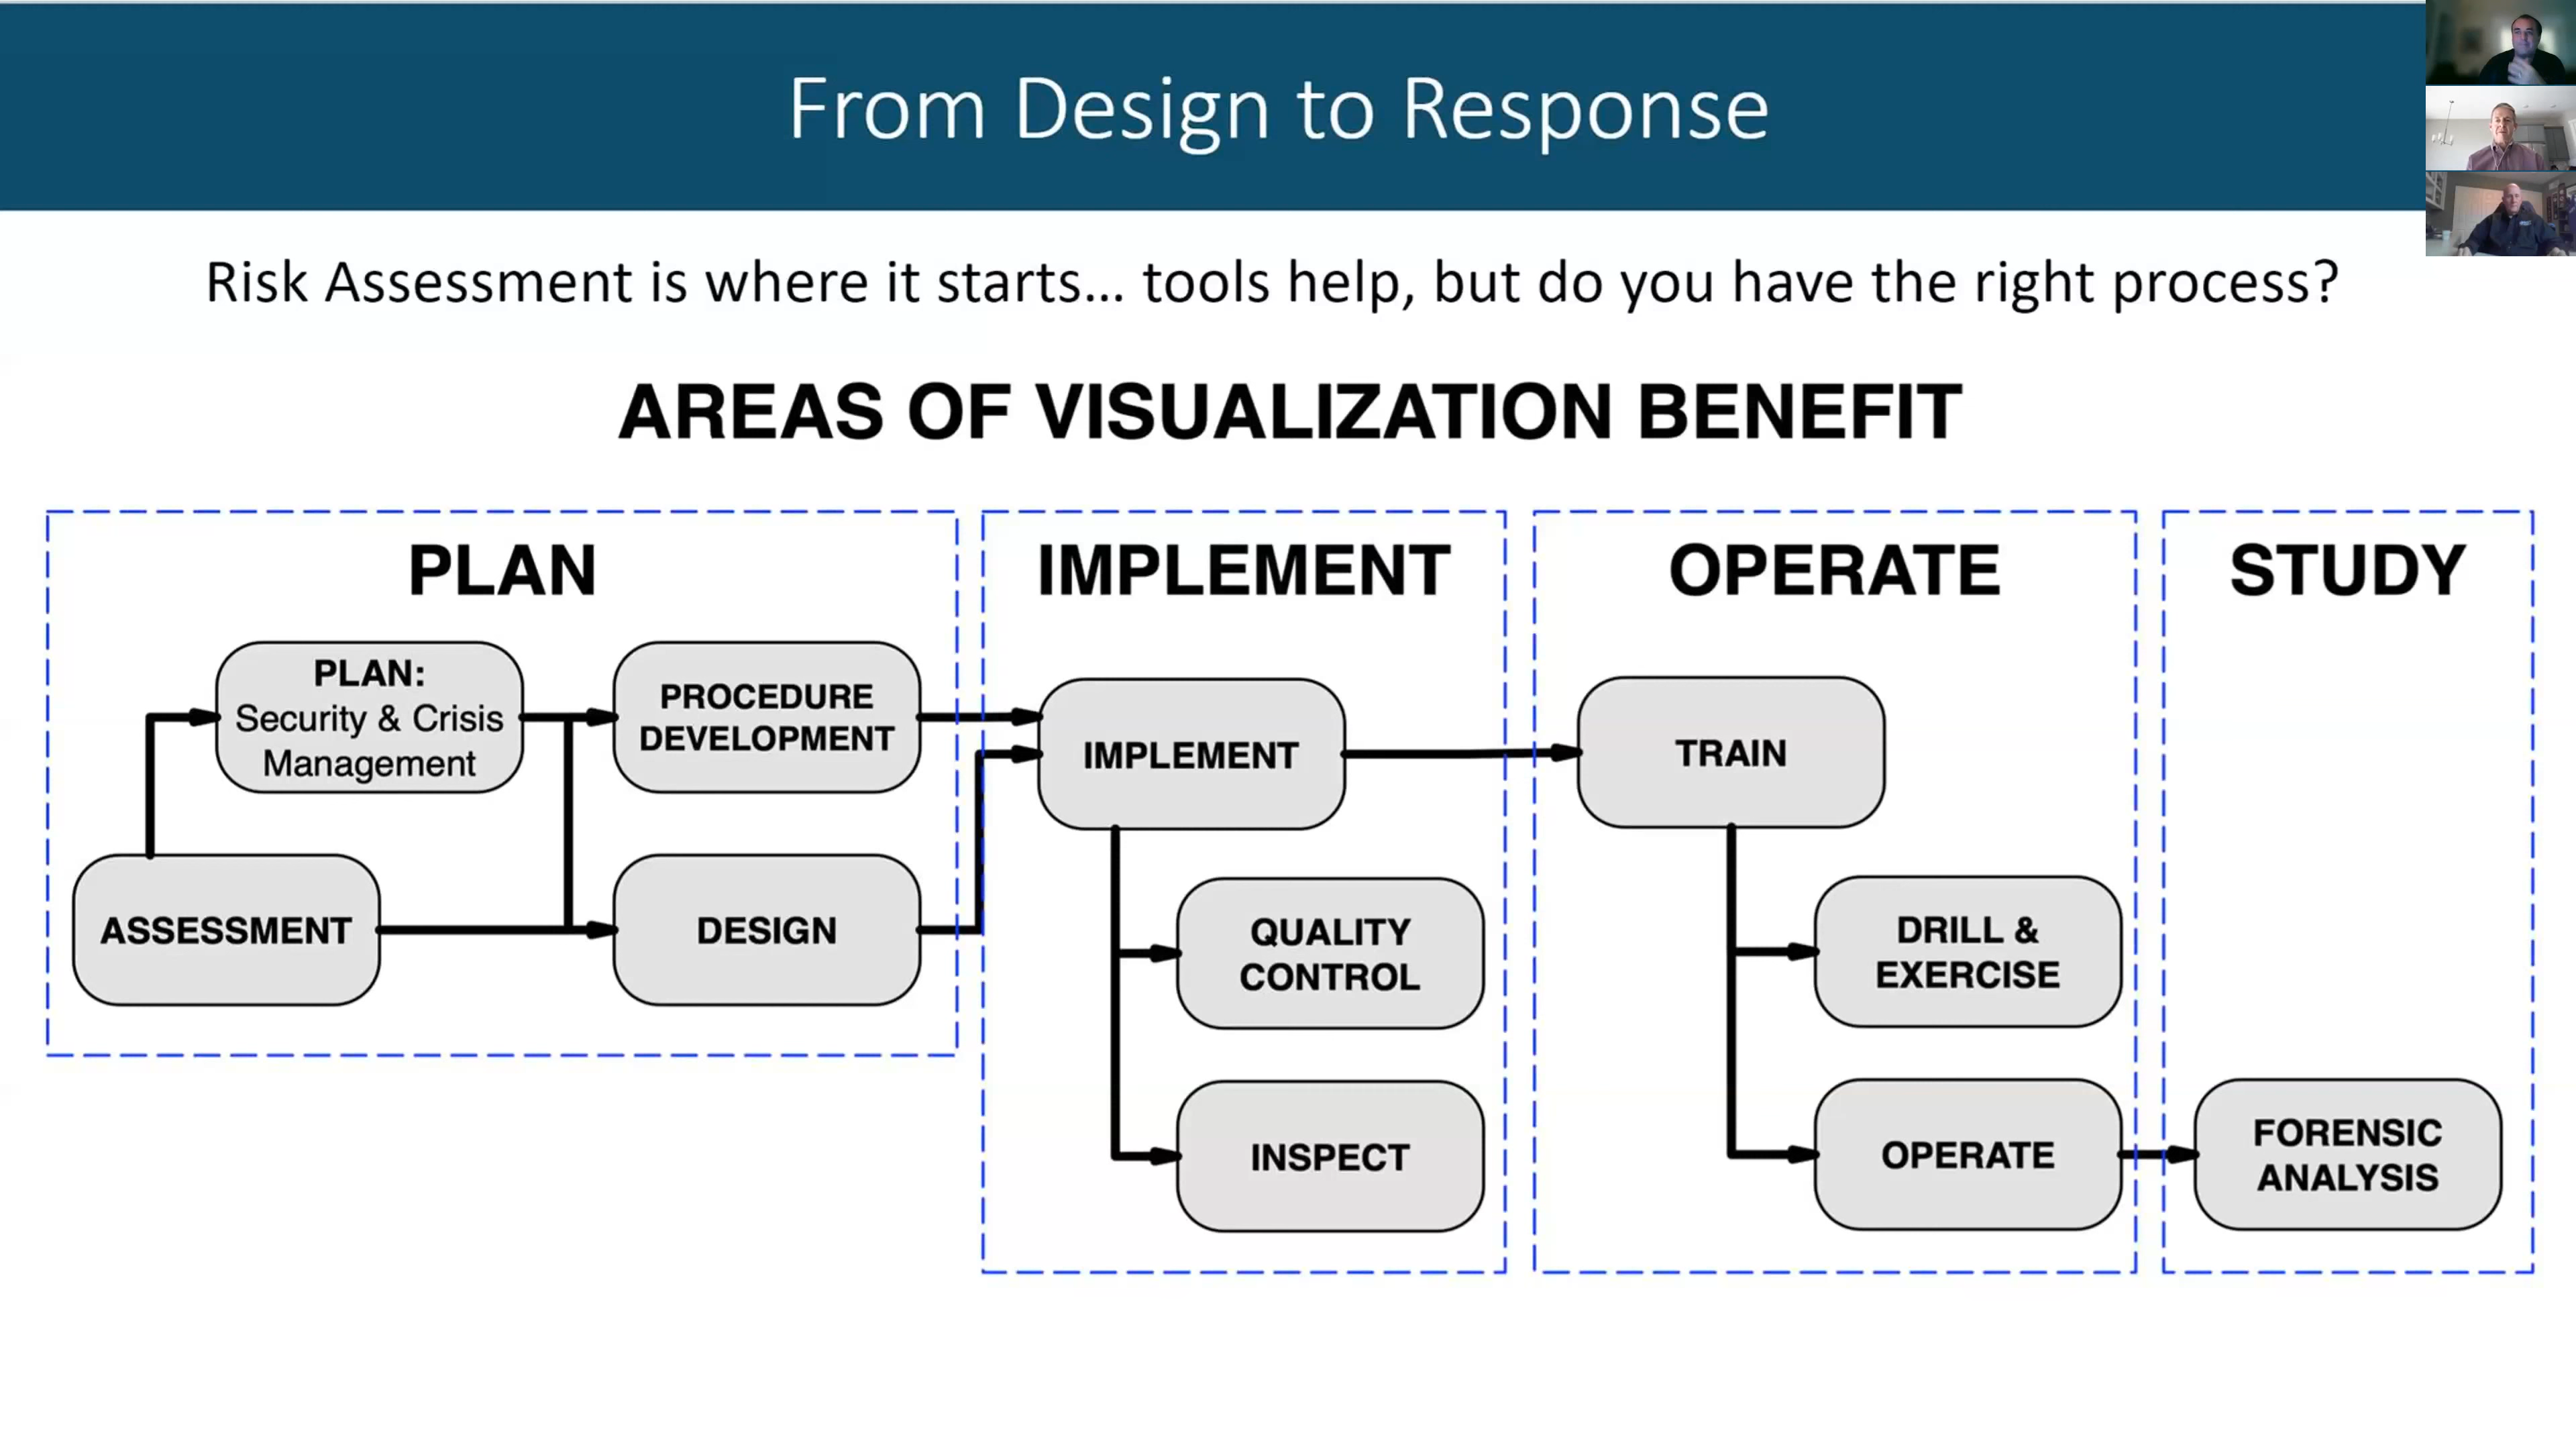 From Design to Response
Risk Assessment is where it starts... tools help, but do you have the right process?
AREAS OF VISUALIZATION BENEFIT
PLAN
PLAN:
Security & Crisis
Management
PROCEDURE
DEVELOPMENT
ASSESSMENT
DESIGN
IMPLEMENT
IMPLEMENT
QUALITY
CONTROL
INSPECT
OPERATE
TRAIN
DRILL &
EXERCISE
OPERATE
STUDY
FORENSIC
ANALYSIS